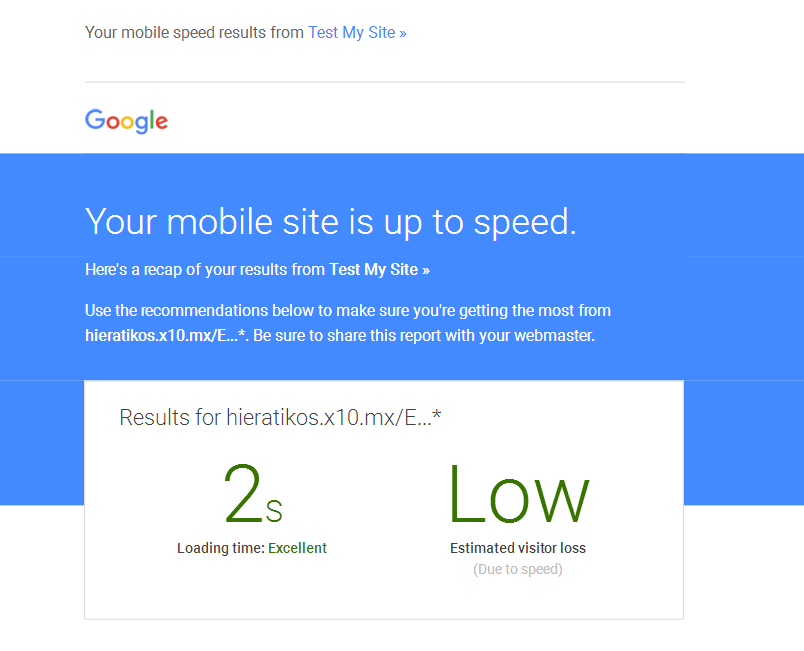 Your mobile speed results from Test My Site »
Google
Your mobile site is up to speed.
Here's a recap of your results from Test My Site »
Use the recommendations below to make sure you're getting the most from
hieratikos.x10.mx/E...*. Be sure to share this report with your webmaster.
Results for hieratikos.x10.mx/E...*
2s
Low
Loading time: Excellent
Estimated visitor loss
(Due to speed)